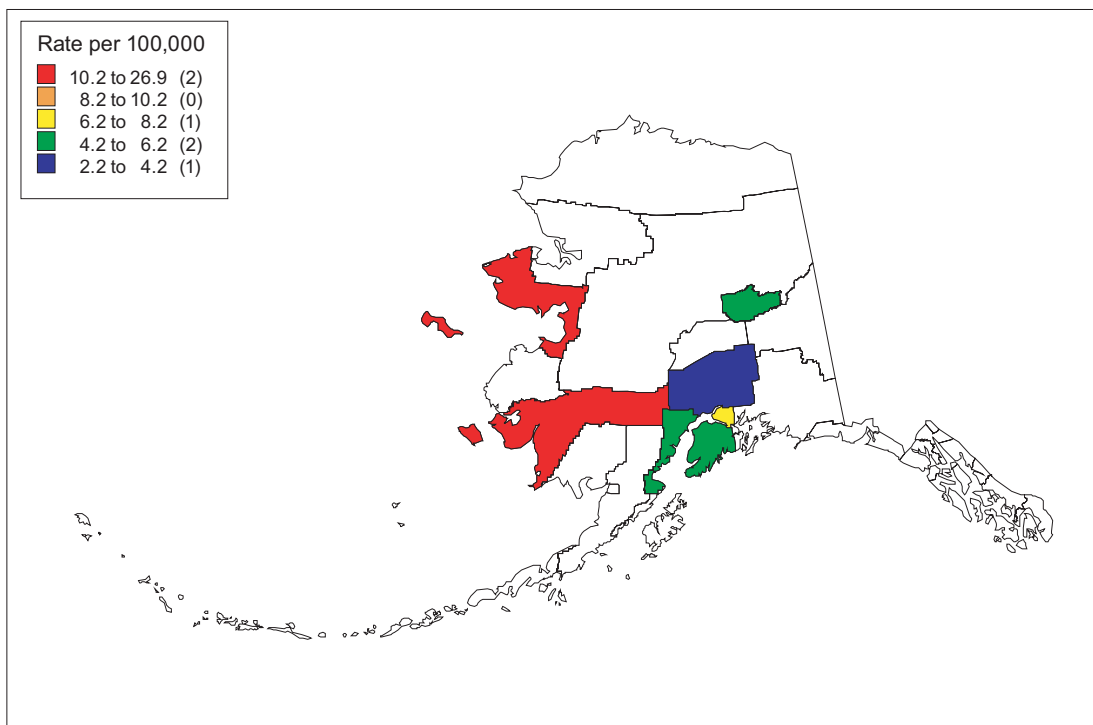 Rate per 100,000
10.2 to 26.9 (2)
8.2 to 10.2 (0)
6.2 to 8.2 (1)
4.2 to 6.2 (2)
2.2 to 4.2 (1)